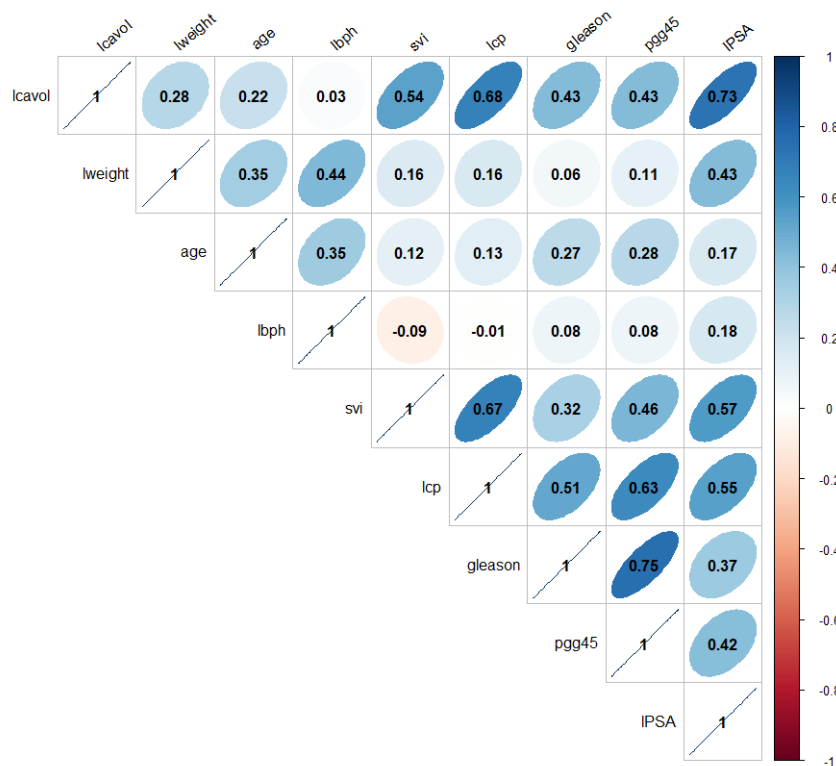 lcavol lweight age lbph svi lcp gleason pgg45 lPSA
1
lcavol 1 0.28 0.22 0.03 0.54 0.68 0.43 0.43 0.73
0.8
lweight 1 0.35 0.44 0.16 0.16 0.06 0.11 0.43
0.6
age 1 0.35 0.12 0.13 0.27 0.28 0.17
0.4
0.2
lbph 1 -0.09 -0.01 0.08 0.08 0.18
svi 1 0.67 0.32 0.46 0.57
0
-0.2
lcp 1 0.51 0.63 0.55
-0.4
gleason 1 0.75 0.37
-0.6
pgg45 1 0.42
-0.8
lPSA 1
-1